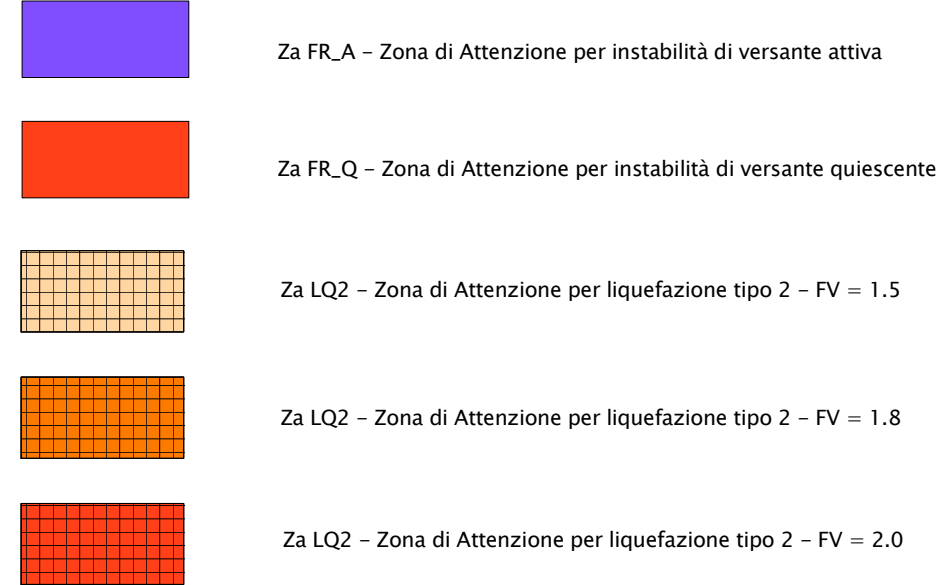 Za FR_A – Zona di Attenzione per instabilità di versante attiva
Za FR_Q – Zona di Attenzione per instabilità di versante quiescente
Za LQ2 – Zona di Attenzione per liquefazione tipo 2 – FV = 1.5
Za LQ2 – Zona di Attenzione per liquefazione tipo 2 – FV = 1.8
Za LQ2 – Zona di Attenzione per liquefazione tipo 2 – FV = 2.0